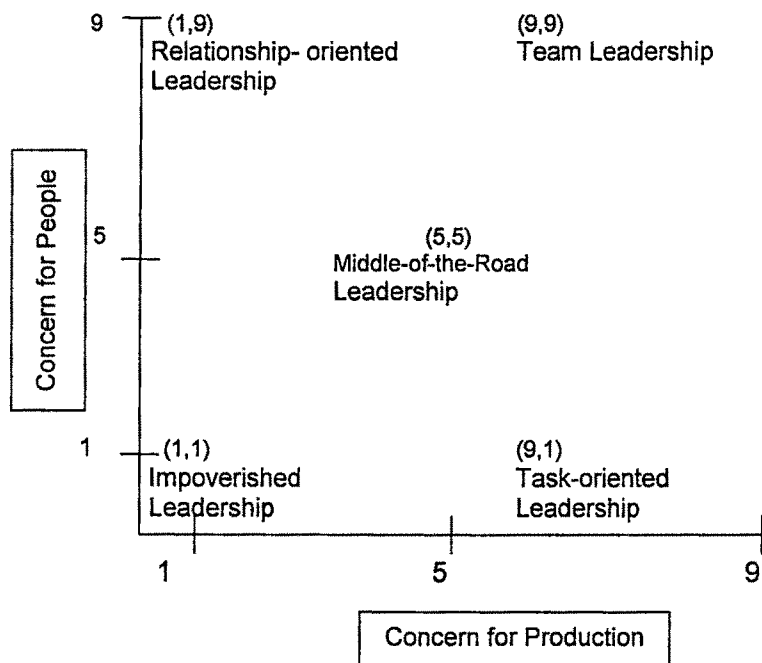 9
(1,9)
Relationship- oriented
Leadership
(9,9)
Team Leadership
Concern for People
5
(5,5)
Middle-of-the-Road
Leadership
1
(1,1)
Impoverished
Leadership
(9,1)
Task-oriented
Leadership
1
5
9
Concern for Production